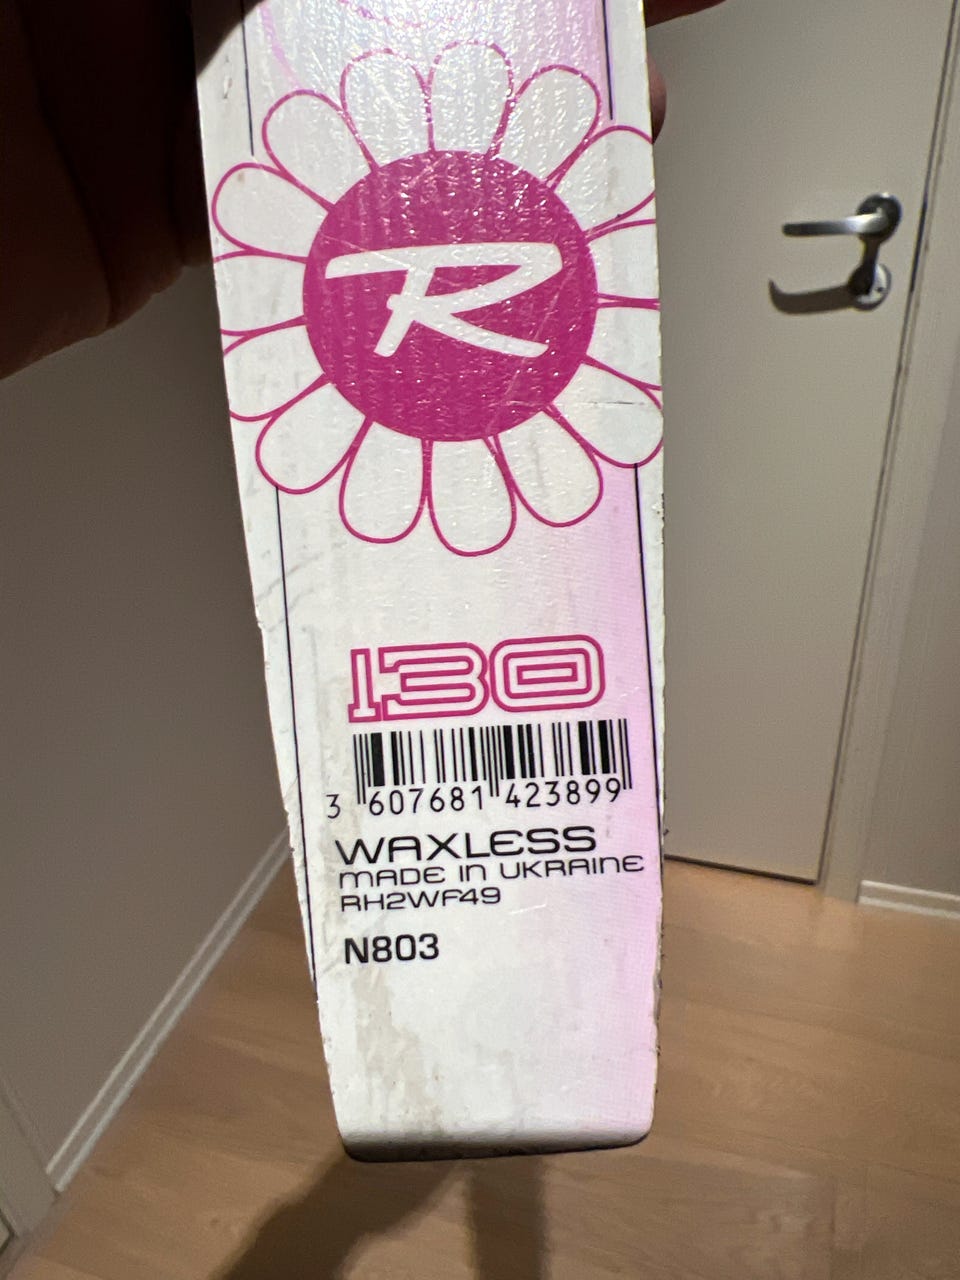 R
130
3 607681 423899
WAXLESS
MADE IN UKRAINE
RH2WF49
N803